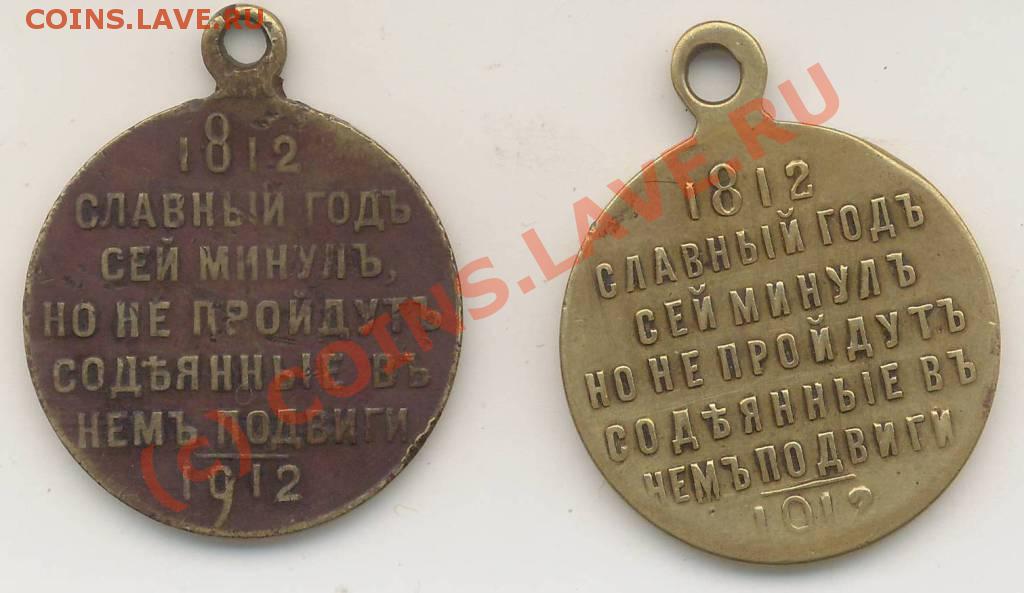 COINS.LAVE.RU
1812
СЛАВНЫЙ ГОДЪ
СЕЙ МИНУЛЪ,
НО НЕ ПРОЙДУТЪ
СОДѢЯННЫЕ ВЪ
НЕМЪ ПОДВИГИ
1912
1812
СЛАВНЫЙ ГОДЪ
СЕЙ МИНУЛЪ
НО НЕ ПРОЙДУТЪ
СОДѢЯННЫЕ ВЪ
НЕМЪ ПОДВИГИ
1912
(c) COINS.LAVE.RU